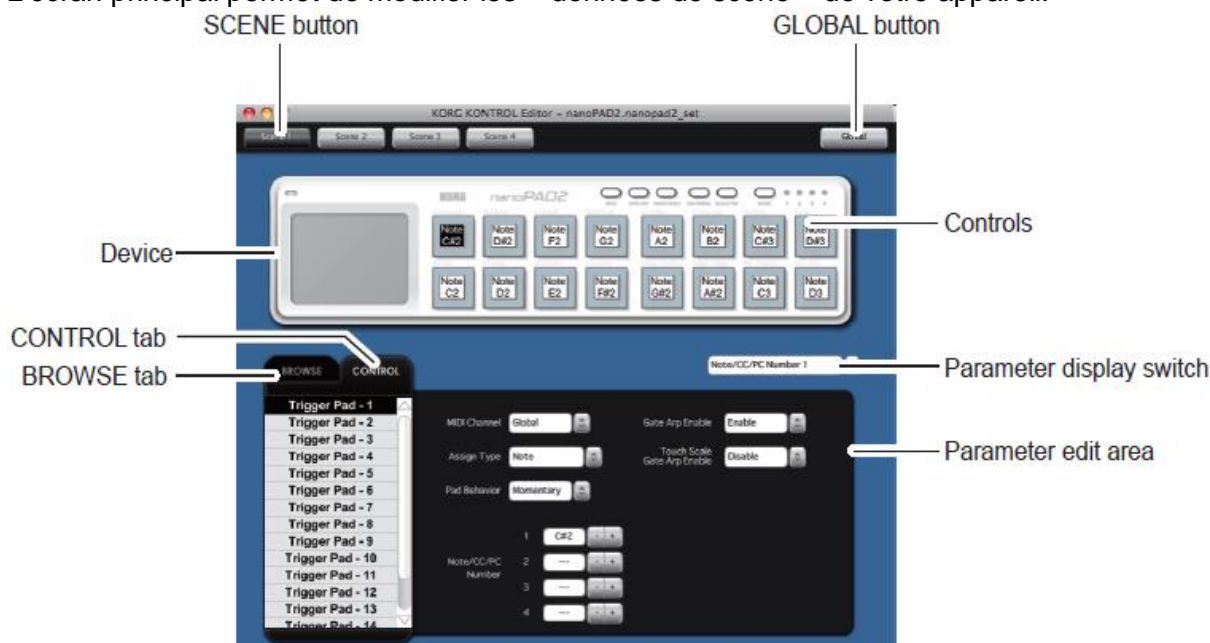 L'écran principal permet de modifier les « données de scène » de votre appareil.
SCENE button
GLOBAL button
KORG KONTROL Editor - nanoPAD2.nanopad2_set
Scene 1 Scene 2 Scene 3 Scene 4 Global
KORG nanoPAD2
Note C#2 Note D#2 Note F2 Note G2 Note A2 Note B2 Note C#3 Note D#3
Note C2 Note D2 Note E2 Note F#2 Note G#2 Note A#2 Note C3 Note D3
Device
Controls
CONTROL tab
BROWSE tab
Parameter display switch
Parameter edit area
BROWSE CONTROL
Note/CC/PC Number 1
Trigger Pad - 1
Trigger Pad - 2
Trigger Pad - 3
Trigger Pad - 4
Trigger Pad - 5
Trigger Pad - 6
Trigger Pad - 7
Trigger Pad - 8
Trigger Pad - 9
Trigger Pad - 10
Trigger Pad - 11
Trigger Pad - 12
Trigger Pad - 13
Trigger Pad - 14
MIDI Channel Global
Assign Type Note
Pad Behavior Momentary
Gate Arp Enable Enable
Touch Scale
Gate Arp Enable Disable
Note/CC/PC
Number
1 C#2 - +
2 --- - +
3 --- - +
4 --- - +